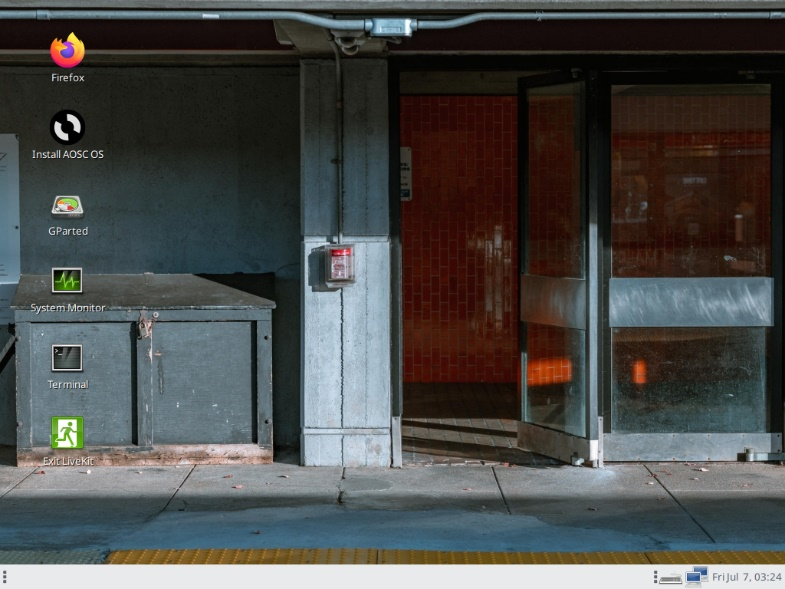 Firefox
Install AOSC OS
GParted
System Monitor
Terminal
Exit LiveKit
Fri Jul 7, 03:24